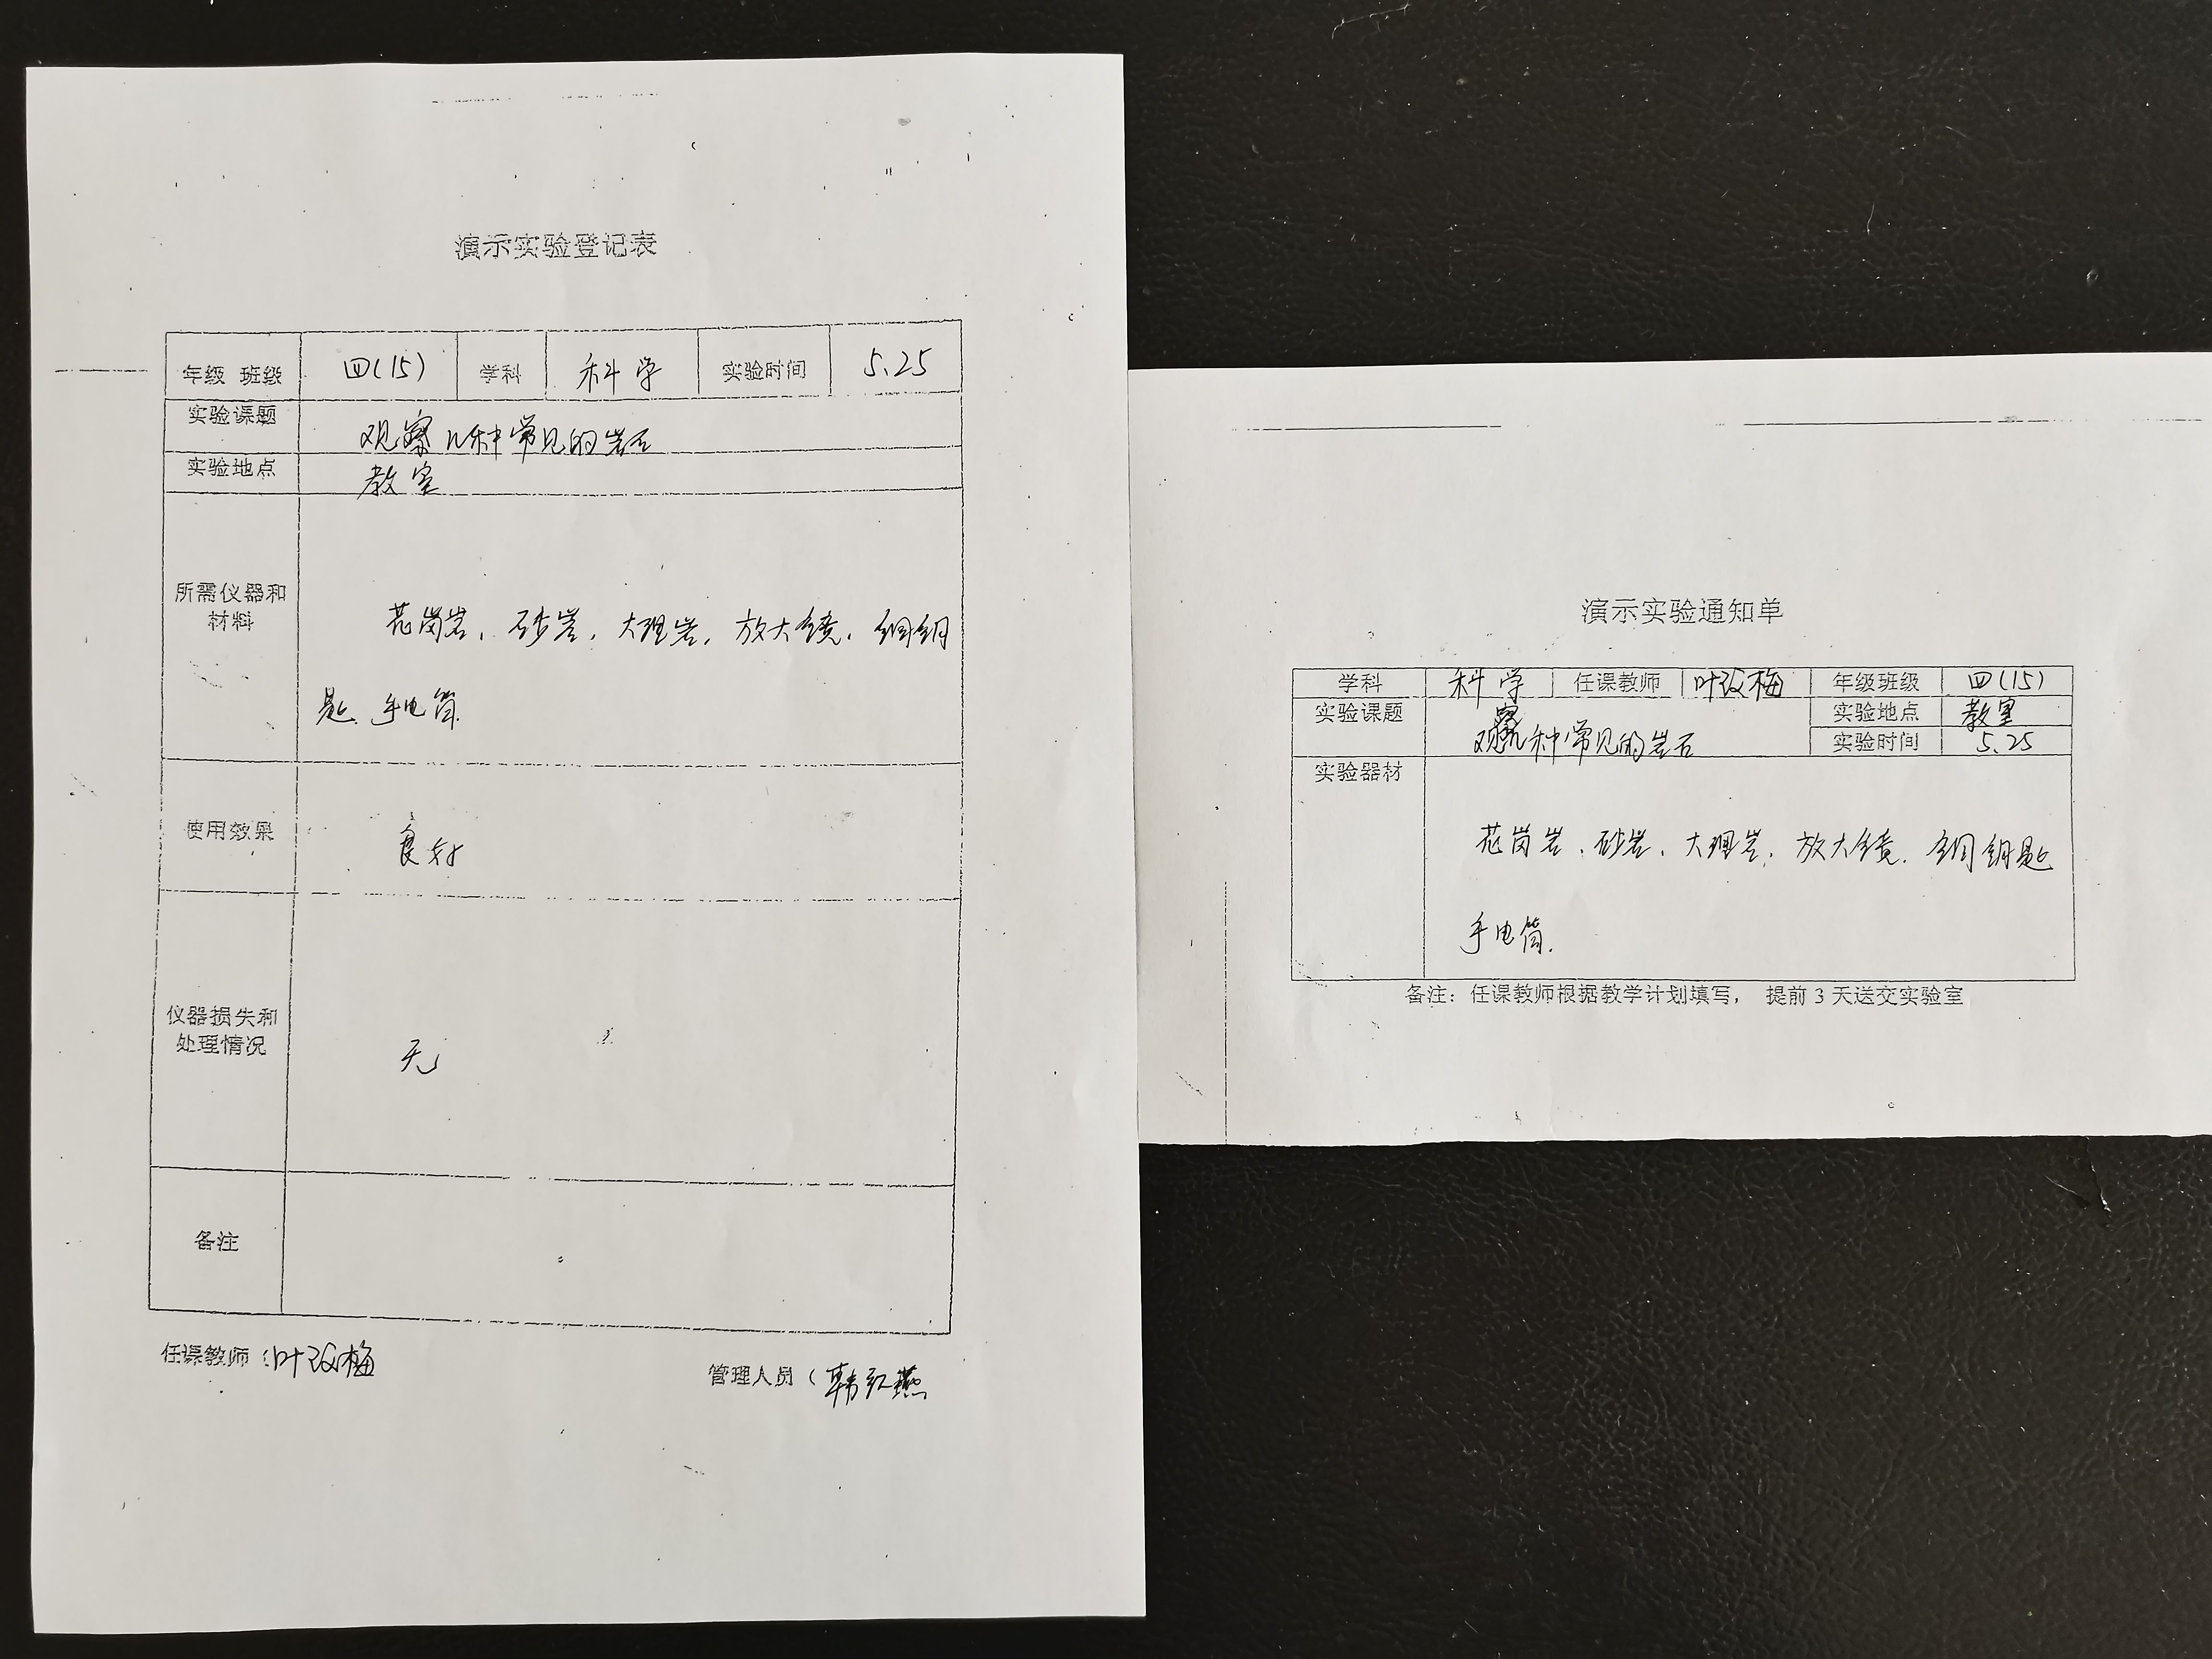 演示实验登记表
年级 班级 四(15) 学科 科学 实验时间 5.25
实验课题 观察几种常见的岩石
实验地点 教室
所需仪器和
材料
花岗岩、砂岩、大理岩、放大镜、铜钥
匙、手电筒.
使用效果 良好
仪器损失和
处理情况
无
备注
任课教师(叶改梅
管理人员(韩红燕
演示实验通知单
学科 科学 任课教师 叶改梅 年级班级 四(15)
实验课题 观察几种常见的岩石
实验地点 教室
实验时间 5.25
实验器材
花岗岩、砂岩、大理岩、放大镜、铜钥匙
手电筒.
备注：任课教师根据教学计划填写， 提前 3 天送交实验室